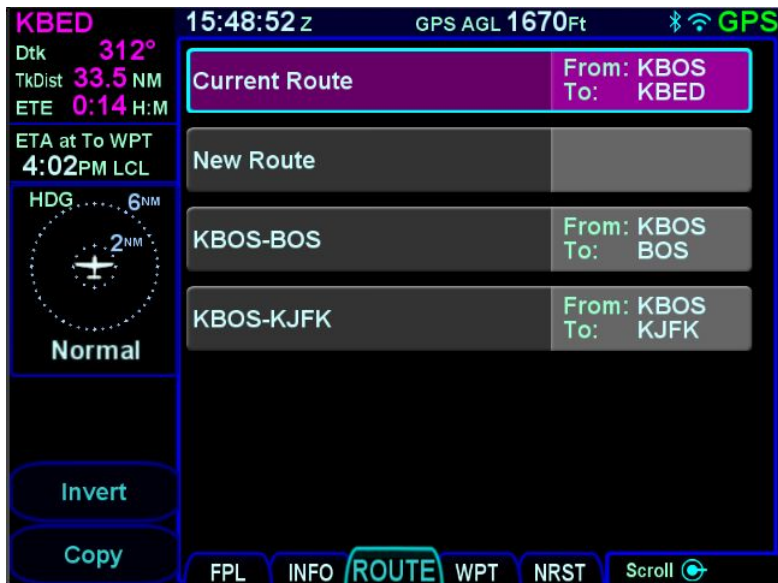 KBED
15:48:52 Z GPS AGL 1670Ft GPS
Dtk 312°
TkDist 33.5 NM
ETE 0:14 H:M
ETA at To WPT
4:02PM LCL
HDG 6NM
2NM
Normal
Invert
Copy
Current Route From: KBOS
To: KBED
New Route
KBOS-BOS From: KBOS
To: BOS
KBOS-KJFK From: KBOS
To: KJFK
FPL INFO ROUTE WPT NRST Scroll